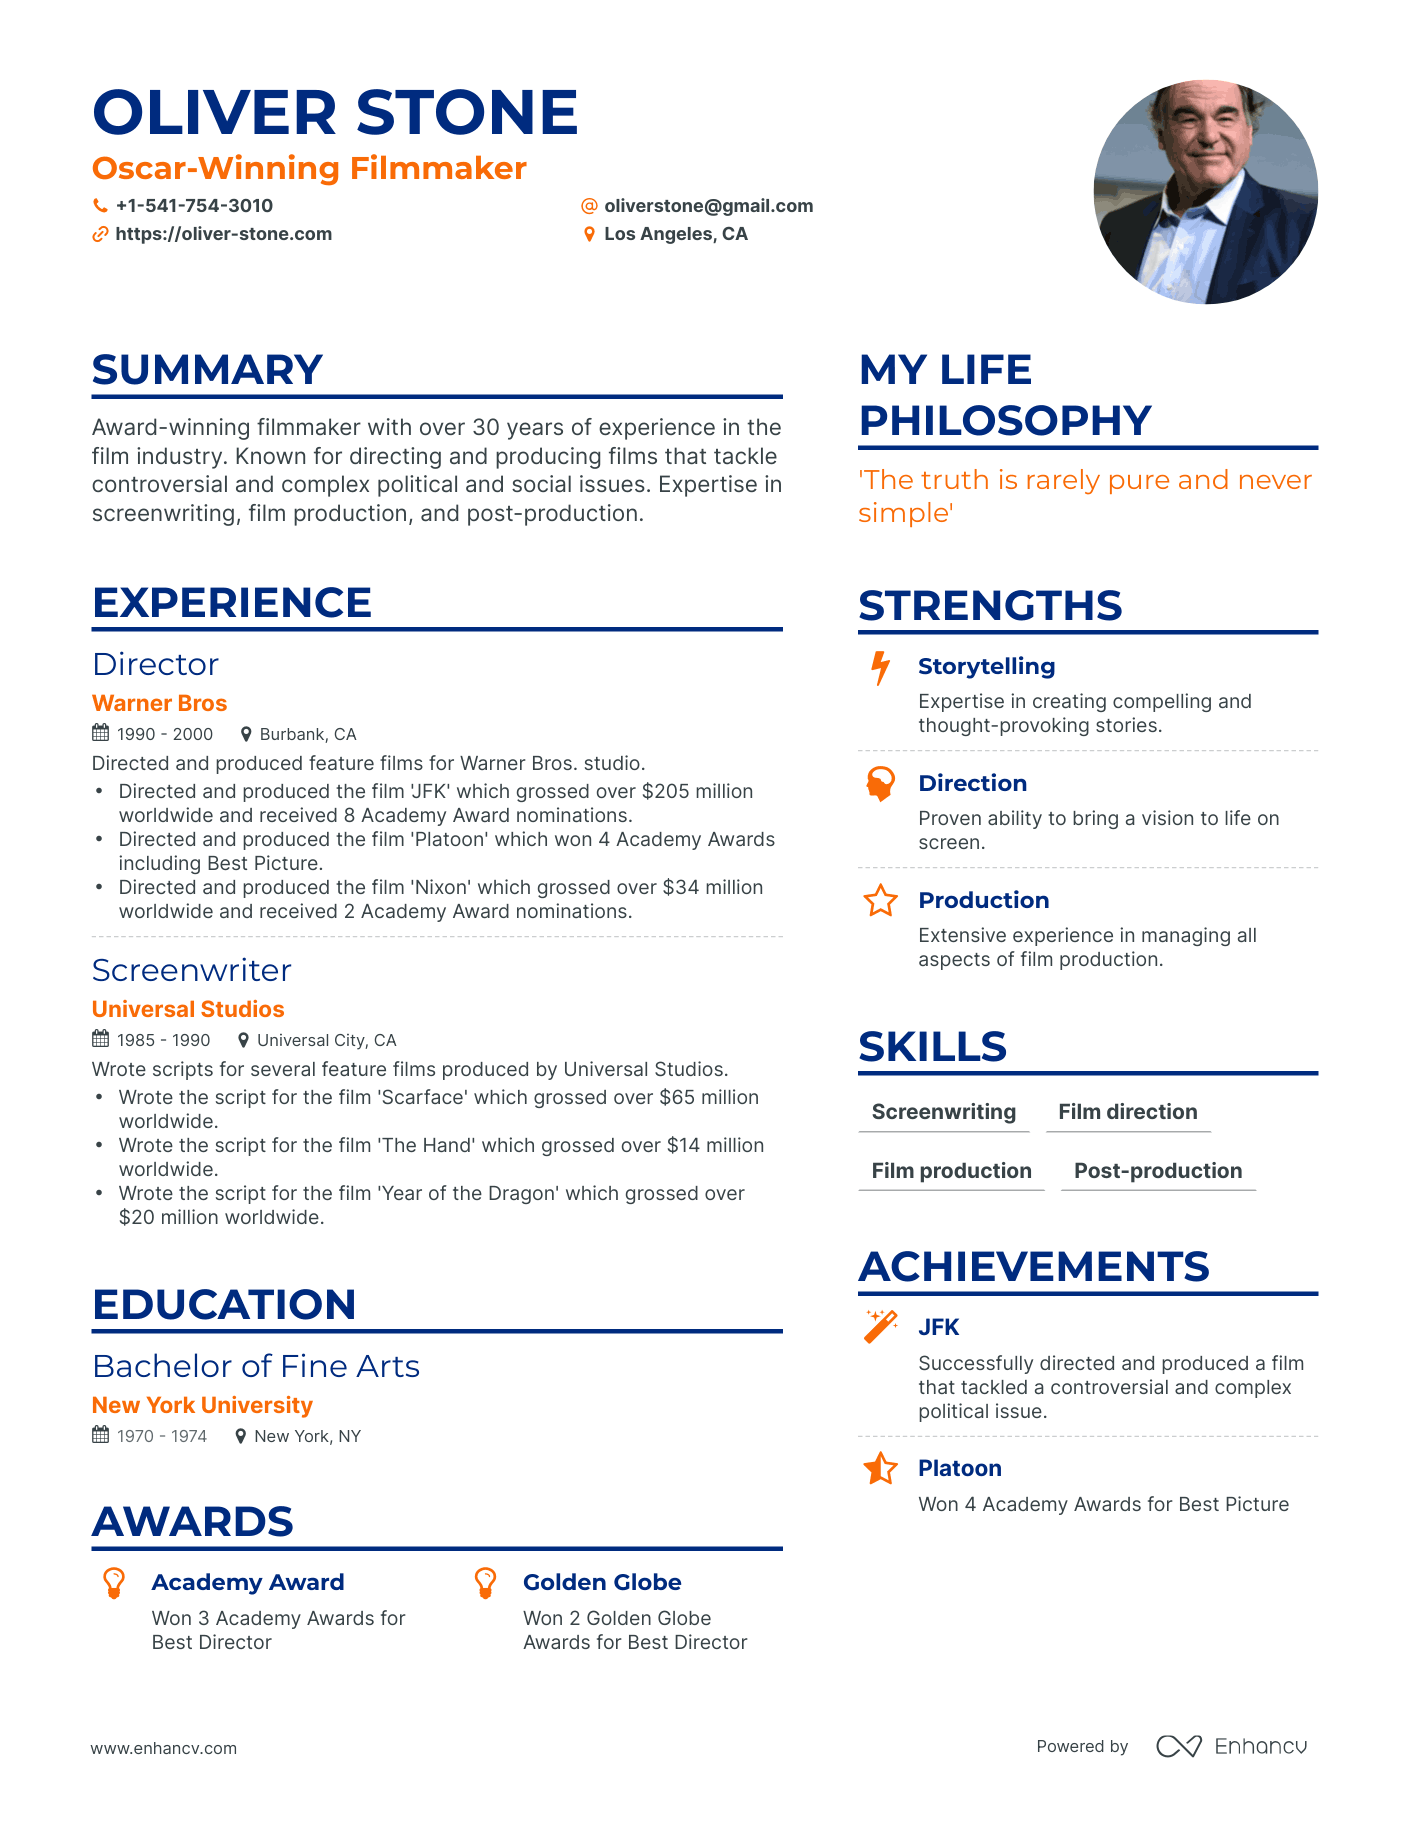 OLIVER STONE
Oscar-Winning Filmmaker
+1-541-754-3010
oliverstone@gmail.com
https://oliver-stone.com
Los Angeles, CA
SUMMARY
Award-winning filmmaker with over 30 years of experience in the
film industry. Known for directing and producing films that tackle
controversial and complex political and social issues. Expertise in
screenwriting, film production, and post-production.
EXPERIENCE
Director
Warner Bros
1990 - 2000 Burbank, CA
Directed and produced feature films for Warner Bros. studio.
• Directed and produced the film 'JFK' which grossed over $205 million
worldwide and received 8 Academy Award nominations.
• Directed and produced the film 'Platoon' which won 4 Academy Awards
including Best Picture.
• Directed and produced the film 'Nixon' which grossed over $34 million
worldwide and received 2 Academy Award nominations.
Screenwriter
Universal Studios
1985 - 1990 Universal City, CA
Wrote scripts for several feature films produced by Universal Studios.
• Wrote the script for the film 'Scarface' which grossed over $65 million
worldwide.
• Wrote the script for the film 'The Hand' which grossed over $14 million
worldwide.
• Wrote the script for the film 'Year of the Dragon' which grossed over
$20 million worldwide.
EDUCATION
Bachelor of Fine Arts
New York University
1970 - 1974 New York, NY
AWARDS
Academy Award
Won 3 Academy Awards for
Best Director
Golden Globe
Won 2 Golden Globe
Awards for Best Director
MY LIFE
PHILOSOPHY
'The truth is rarely pure and never
simple'
STRENGTHS
Storytelling
Expertise in creating compelling and
thought-provoking stories.
Direction
Proven ability to bring a vision to life on
screen.
Production
Extensive experience in managing all
aspects of film production.
SKILLS
Screenwriting Film direction
Film production Post-production
ACHIEVEMENTS
JFK
Successfully directed and produced a film
that tackled a controversial and complex
political issue.
Platoon
Won 4 Academy Awards for Best Picture
www.enhancv.com
Powered by Enhancv